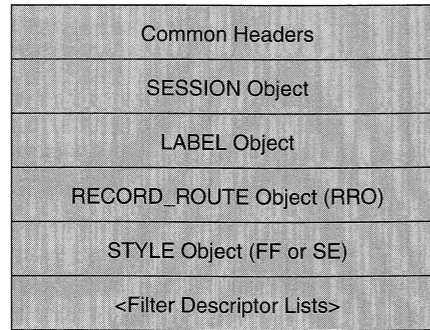 Common Headers
SESSION Object
LABEL Object
RECORD_ROUTE Object (RRO)
STYLE Object (FF or SE)
<Filter Descriptor Lists>